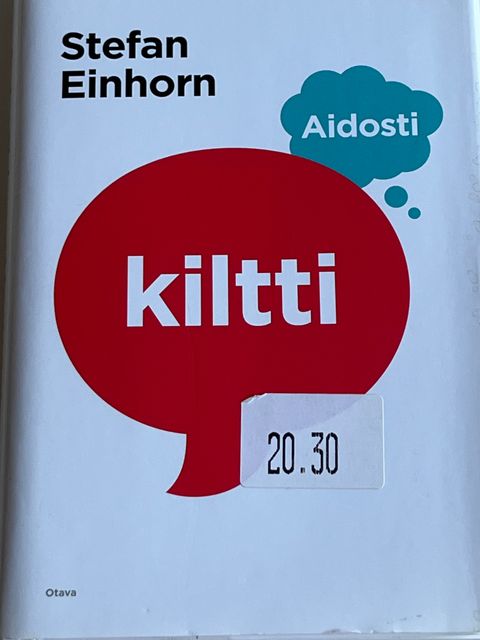 Stefan
Einhorn
Aidosti
kiltti
20.30
Otava